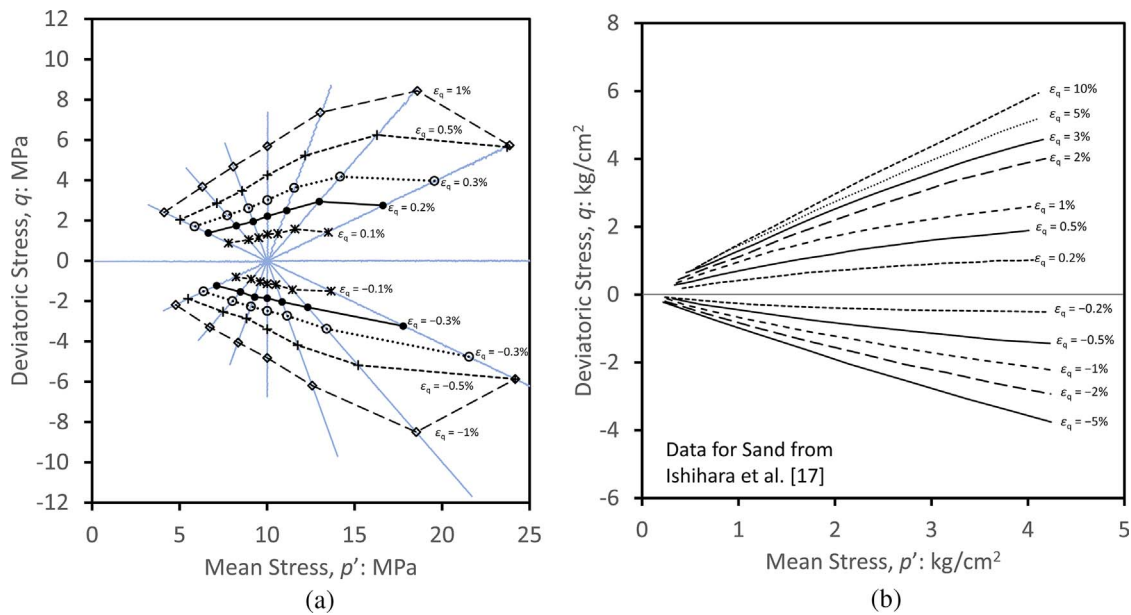 12
10
8
6
4
2
0
-2
-4
-6
-8
-10
-12
Deviatoric Stress, q: MPa
0
5
10
15
20
25
Mean Stress, p’: MPa
εq = 1%
εq = 0.5%
εq = 0.3%
εq = 0.2%
εq = 0.1%
εq = −0.1%
εq = −0.3%
εq = −0.3%
εq = −0.5%
εq = −1%
(a)
8
6
4
2
0
-2
-4
-6
Deviatoric Stress, q: kg/cm²
0
1
2
3
4
5
Mean Stress, p’: kg/cm²
εq = 10%
εq = 5%
εq = 3%
εq = 2%
εq = 1%
εq = 0.5%
εq = 0.2%
εq = −0.2%
εq = −0.5%
εq = −1%
εq = −2%
εq = −5%
Data for Sand from
Ishihara et al. [17]
(b)